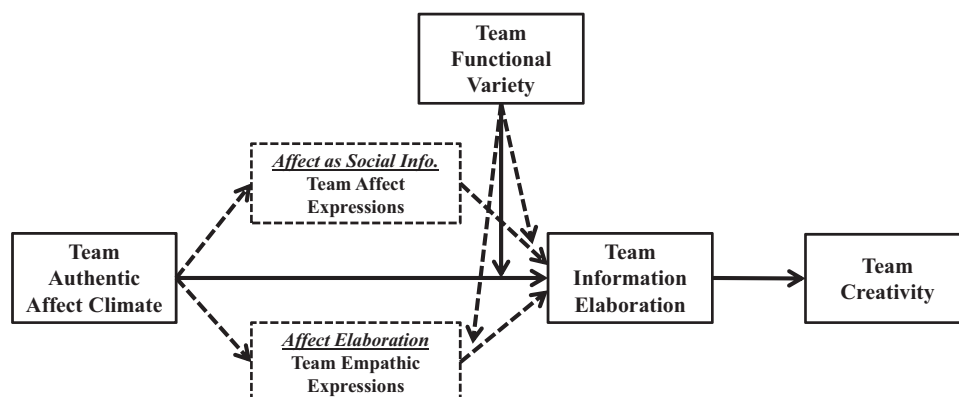 Team
Functional
Variety
Affect as Social Info.
Team Affect
Expressions
Team
Authentic
Affect Climate
Team
Information
Elaboration
Team
Creativity
Affect Elaboration
Team Empathic
Expressions